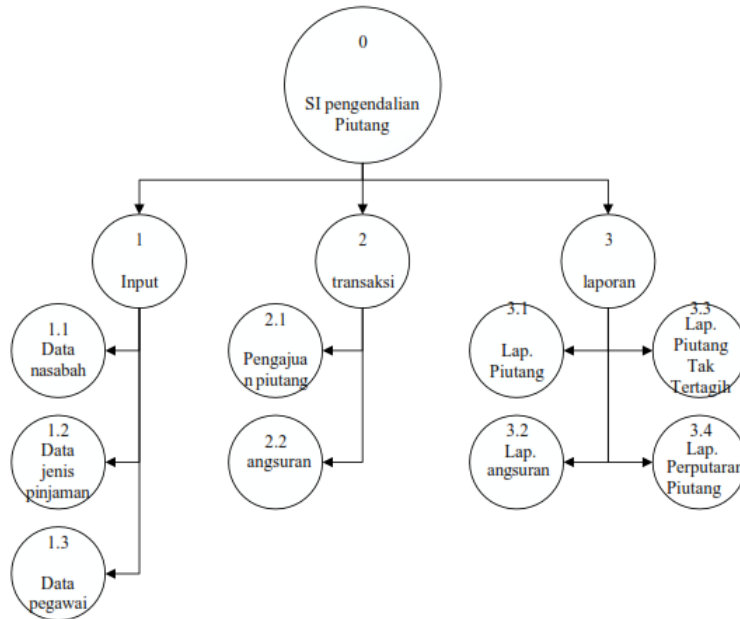 0
SI pengendalian
Piutang
1
Input
2
transaksi
3
laporan
1.1
Data
nasabah
1.2
Data
jenis
pinjaman
1.3
Data
pegawai
2.1
Pengajua
n piutang
2.2
angsuran
3.1
Lap.
Piutang
3.2
Lap.
angsuran
3.3
Lap.
Piutang
Tak
Tertagih
3.4
Lap.
Perputaran
Piutang